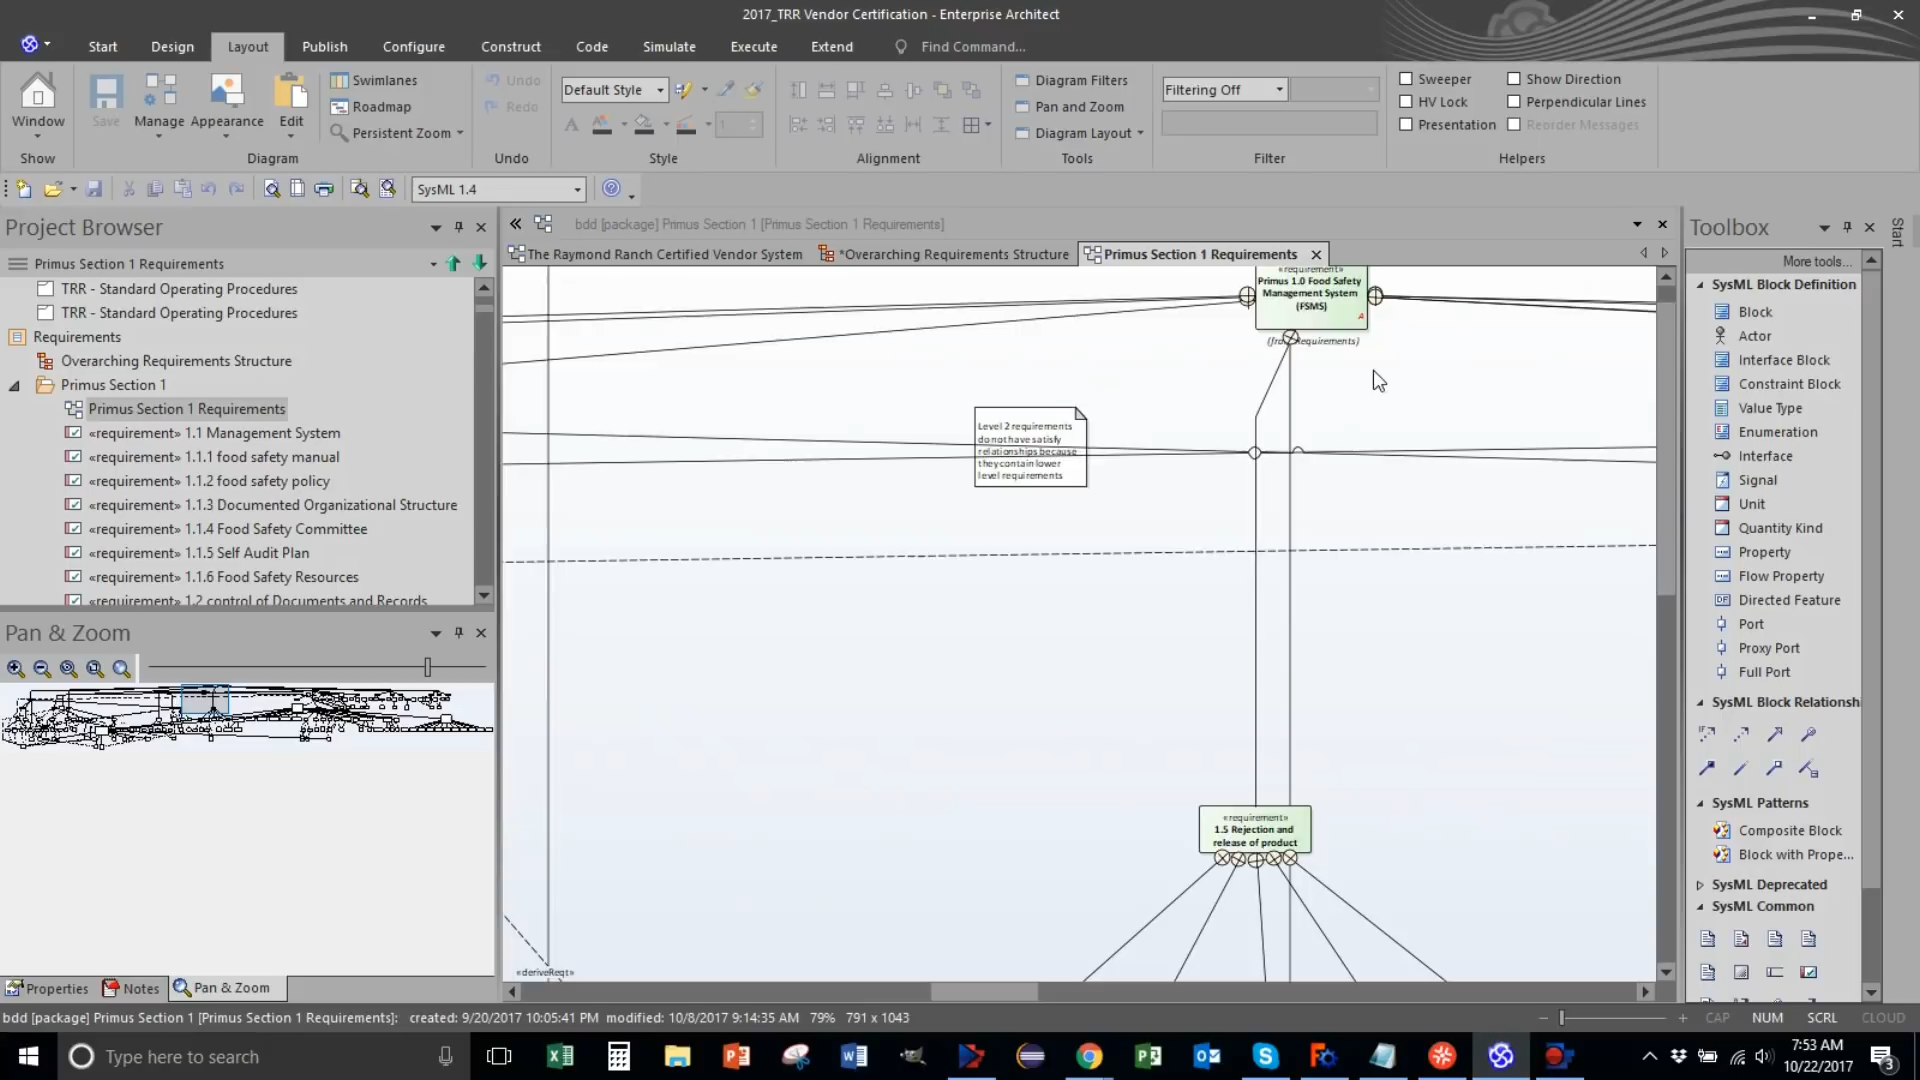 2017_TRR Vendor Certification - Enterprise Architect
Start
Design
Layout
Publish
Configure
Construct
Code
Simulate
Execute
Extend
Find Command...
Window
Save
Manage
Appearance
Edit
Swimlanes
Roadmap
Persistent Zoom
Undo
Redo
Default Style
1
Diagram Filters
Pan and Zoom
Diagram Layout
Filtering Off
Sweeper
HV Lock
Presentation
Show Direction
Perpendicular Lines
Reorder Messages
Show
Diagram
Undo
Style
Alignment
Tools
Filter
Helpers
SysML 1.4
Project Browser
Primus Section 1 Requirements
TRR - Standard Operating Procedures
TRR - Standard Operating Procedures
Requirements
Overarching Requirements Structure
Primus Section 1
Primus Section 1 Requirements
«requirement» 1.1 Management System
«requirement» 1.1.1 food safety manual
«requirement» 1.1.2 food safety policy
«requirement» 1.1.3 Documented Organizational Structure
«requirement» 1.1.4 Food Safety Committee
«requirement» 1.1.5 Self Audit Plan
«requirement» 1.1.6 Food Safety Resources
«requirement» 1.2 control of Documents and Records
Pan & Zoom
Properties
Notes
Pan & Zoom
bdd [package] Primus Section 1 [Primus Section 1 Requirements]
The Raymond Ranch Certified Vendor System
*Overarching Requirements Structure
Primus Section 1 Requirements
«requirement»
Primus 1.0 Food Safety
Management System
(FSMS)
A
(from Requirements)
Level 2 requirements
do not have satisfy
relationships because
they contain lower
level requirements
«requirement»
1.5 Rejection and
release of product
«deriveReqt»
Toolbox
More tools...
SysML Block Definition
Block
Actor
Interface Block
Constraint Block
Value Type
Enumeration
Interface
Signal
Unit
Quantity Kind
Property
Flow Property
Directed Feature
Port
Proxy Port
Full Port
SysML Block Relationsh
SysML Patterns
Composite Block
Block with Prope...
SysML Deprecated
SysML Common
Start
bdd [package] Primus Section 1 [Primus Section 1 Requirements]: created: 9/20/2017 10:05:41 PM modified: 10/8/2017 9:14:35 AM 79% 791 x 1043
CAP NUM SCRL CLOUD
Type here to search
7:53 AM
10/22/2017
3